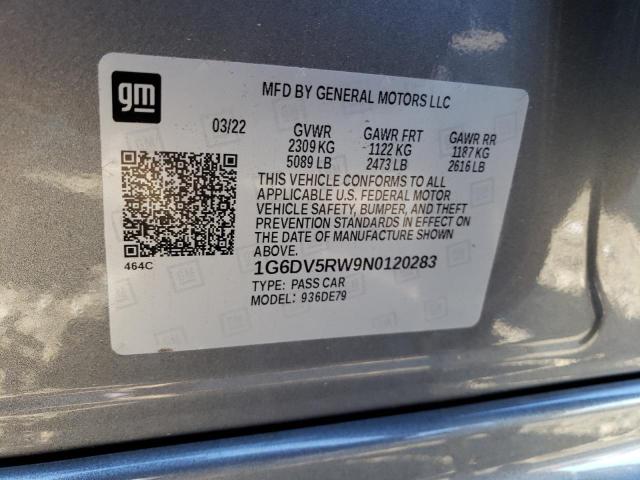 gm
MFD BY GENERAL MOTORS LLC
03/22 GVWR GAWR FRT GAWR RR
2309 KG 1122 KG 1187 KG
5089 LB 2473 LB 2616 LB
THIS VEHICLE CONFORMS TO ALL
APPLICABLE U.S. FEDERAL MOTOR
VEHICLE SAFETY, BUMPER, AND THEFT
PREVENTION STANDARDS IN EFFECT ON
THE DATE OF MANUFACTURE SHOWN
ABOVE.
464C
1G6DV5RW9N0120283
TYPE: PASS CAR
MODEL: 936DE79